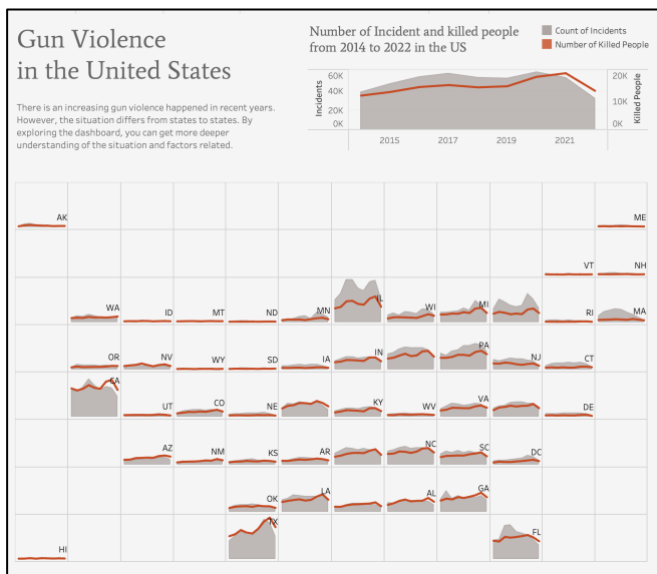 Gun Violence
in the United States
There is an increasing gun violence happened in recent years.
However, the situation differs from states to states. By
exploring the dashboard, you can get more deeper
understanding of the situation and factors related.
Number of Incident and killed people
from 2014 to 2022 in the US
Count of Incidents
Number of Killed People
Incidents
60K
40K
20K
0K
20K
10K
0K
Killed People
2015 2017 2019 2021
AK ME
VT NH
WA ID MT ND MN IL WI MI RI MA
OR NV WY SD IA IN PA NJ CT
CA UT CO NE KY WV VA DE
AZ NM KS AR NC SC DC
OK LA AL GA
HI TX FL